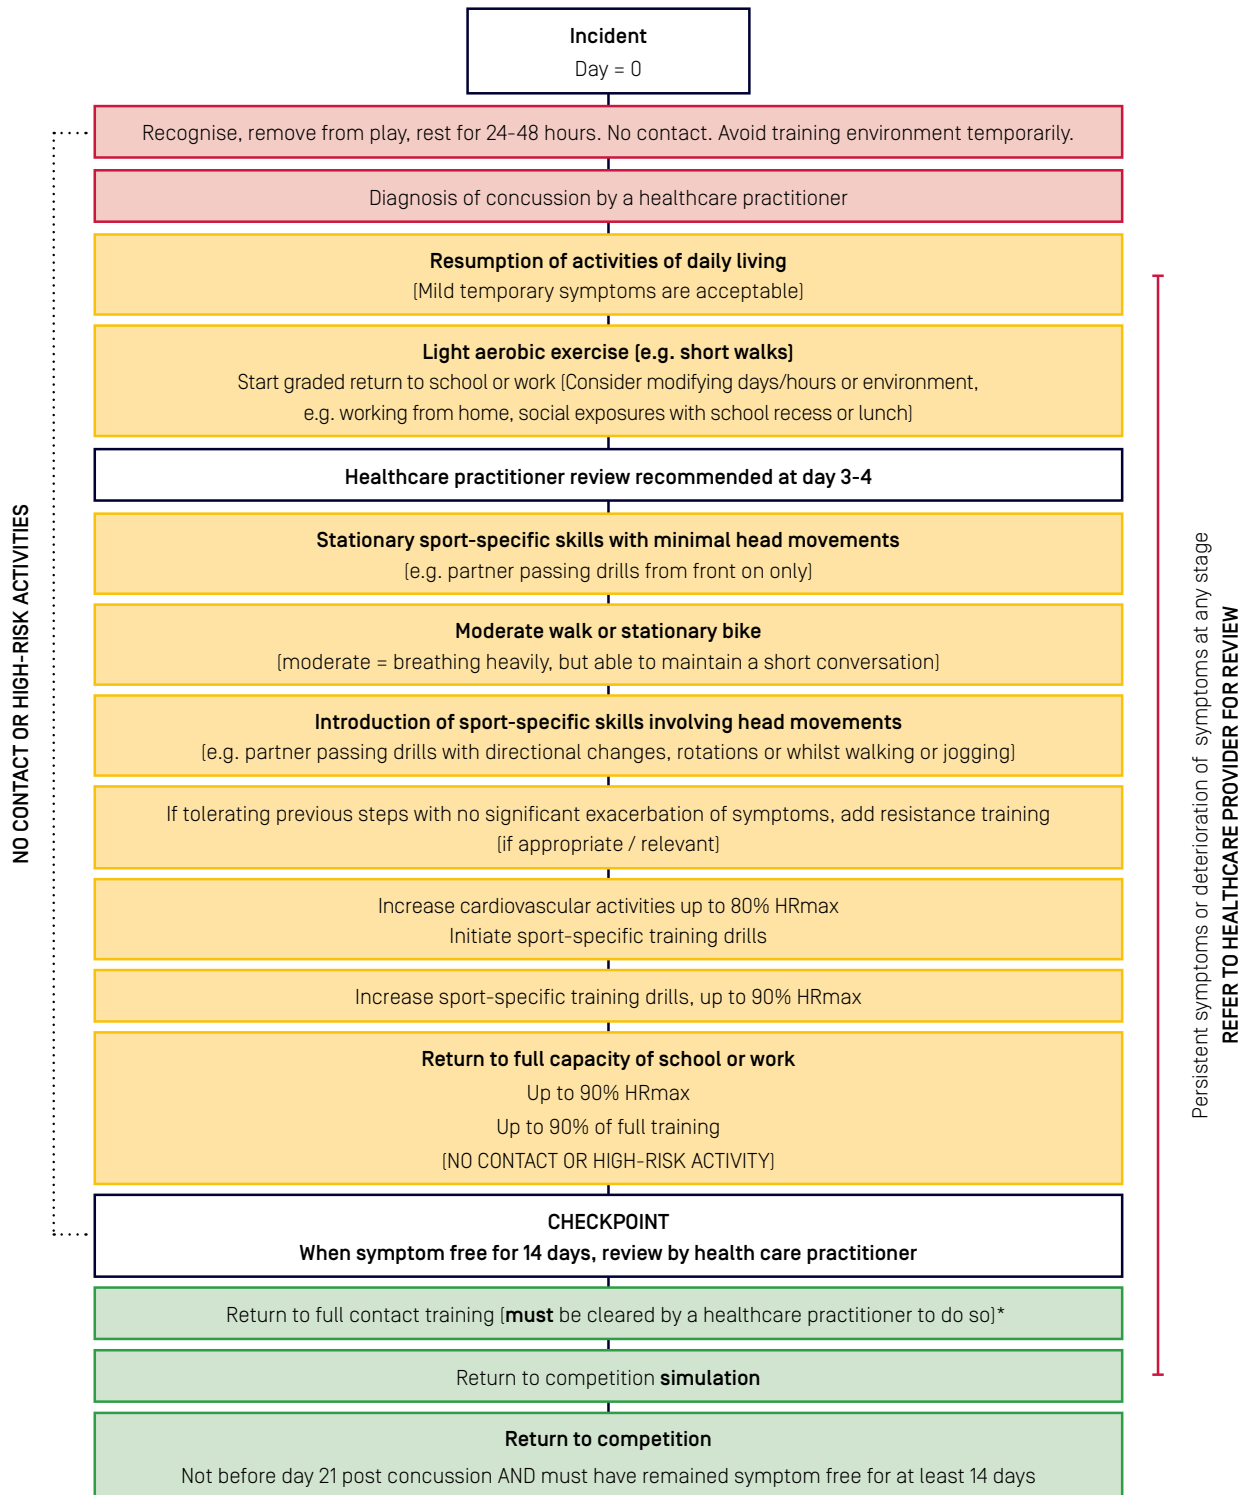 Incident
Day = 0
Recognise, remove from play, rest for 24-48 hours. No contact. Avoid training environment temporarily.
Diagnosis of concussion by a healthcare practitioner
Resumption of activities of daily living
(Mild temporary symptoms are acceptable)
Light aerobic exercise (e.g. short walks)
Start graded return to school or work (Consider modifying days/hours or environment,
e.g. working from home, social exposures with school recess or lunch)
Healthcare practitioner review recommended at day 3-4
Stationary sport-specific skills with minimal head movements
(e.g. partner passing drills from front on only)
Moderate walk or stationary bike
(moderate = breathing heavily, but able to maintain a short conversation)
Introduction of sport-specific skills involving head movements
(e.g. partner passing drills with directional changes, rotations or whilst walking or jogging)
If tolerating previous steps with no significant exacerbation of symptoms, add resistance training
(if appropriate / relevant)
Increase cardiovascular activities up to 80% HRmax
Initiate sport-specific training drills
Increase sport-specific training drills, up to 90% HRmax
Return to full capacity of school or work
Up to 90% HRmax
Up to 90% of full training
(NO CONTACT OR HIGH-RISK ACTIVITY)
CHECKPOINT
When symptom free for 14 days, review by health care practitioner
Return to full contact training (must be cleared by a healthcare practitioner to do so)*
Return to competition simulation
Return to competition
Not before day 21 post concussion AND must have remained symptom free for at least 14 days
NO CONTACT OR HIGH-RISK ACTIVITIES
Persistent symptoms or deterioration of symptoms at any stage
REFER TO HEALTHCARE PROVIDER FOR REVIEW